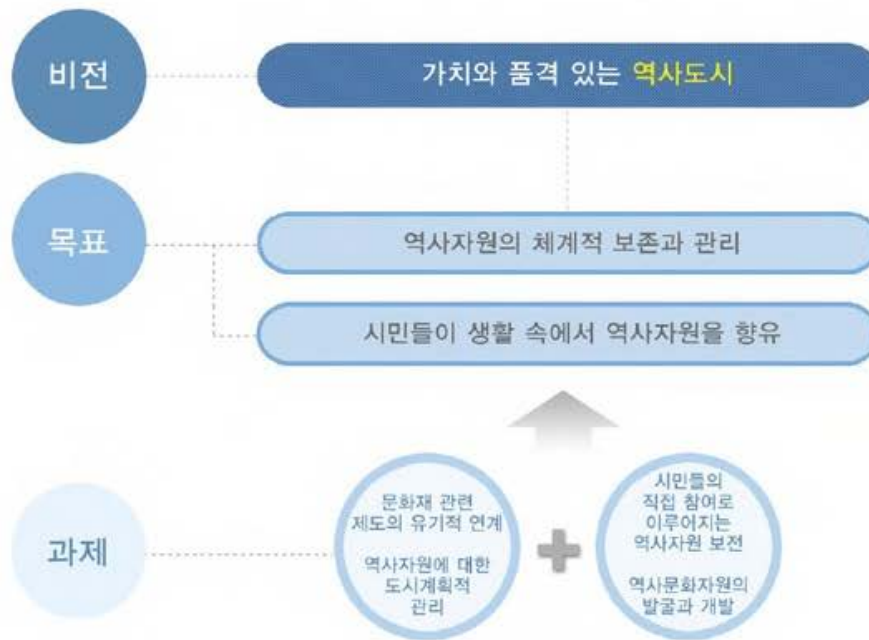 비전
가치와 품격 있는 역사도시
목표
역사자원의 체계적 보존과 관리
시민들이 생활 속에서 역사자원을 향유
과제
문화재 관련
제도의 유기적 연계
역사자원에 대한
도시계획적
관리
시민들의
직접 참여로
이루어지는
역사자원 보전
역사문화자원의
발굴과 개발